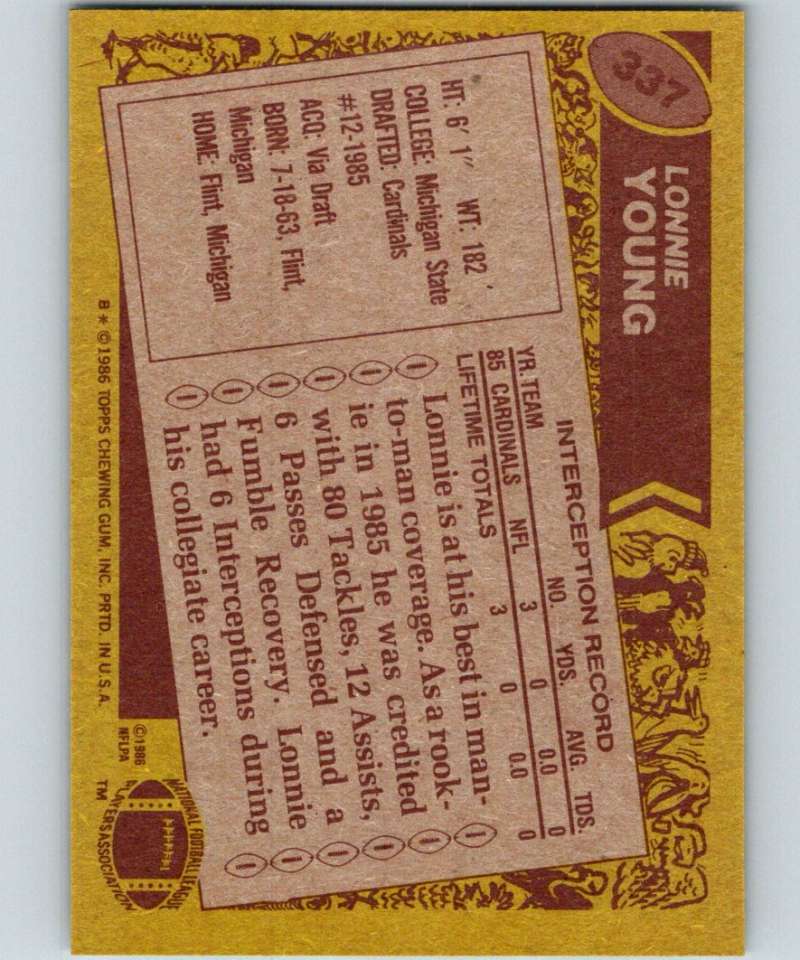 337
LONNIE
YOUNG
HT: 6' 1" WT: 182
COLLEGE: Michigan State
DRAFTED: Cardinals
#12-1985
ACQ: Via Draft
BORN: 7-18-63, Flint,
Michigan
HOME: Flint, Michigan
INTERCEPTION RECORD
YR. TEAM NO. YDS. AVG. TDS.
85 CARDINALS NFL 3 0 0.0 0
LIFETIME TOTALS 3 0 0.0 0
Lonnie is at his best in man-
to-man coverage. As a rook-
ie in 1985 he was credited
with 80 Tackles, 12 Assists,
6 Passes Defensed and a
Fumble Recovery. Lonnie
had 6 Interceptions during
his collegiate career.
B * ©1986 TOPPS CHEWING GUM, INC. PRTD. IN U.S.A.
©1986
NFLPA
NATIONAL FOOTBALL LEAGUE
PLAYERS ASSOCIATION
TM